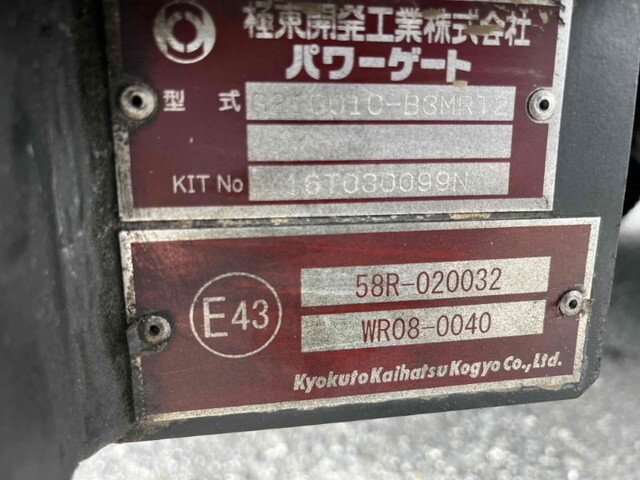 極東開発工業株式会社
パワーゲート
型 式
KIT No 16T030099N
E43
58R-020032
WR08-0040
Kyokuto Kaihatsu Kogyo Co., Ltd.